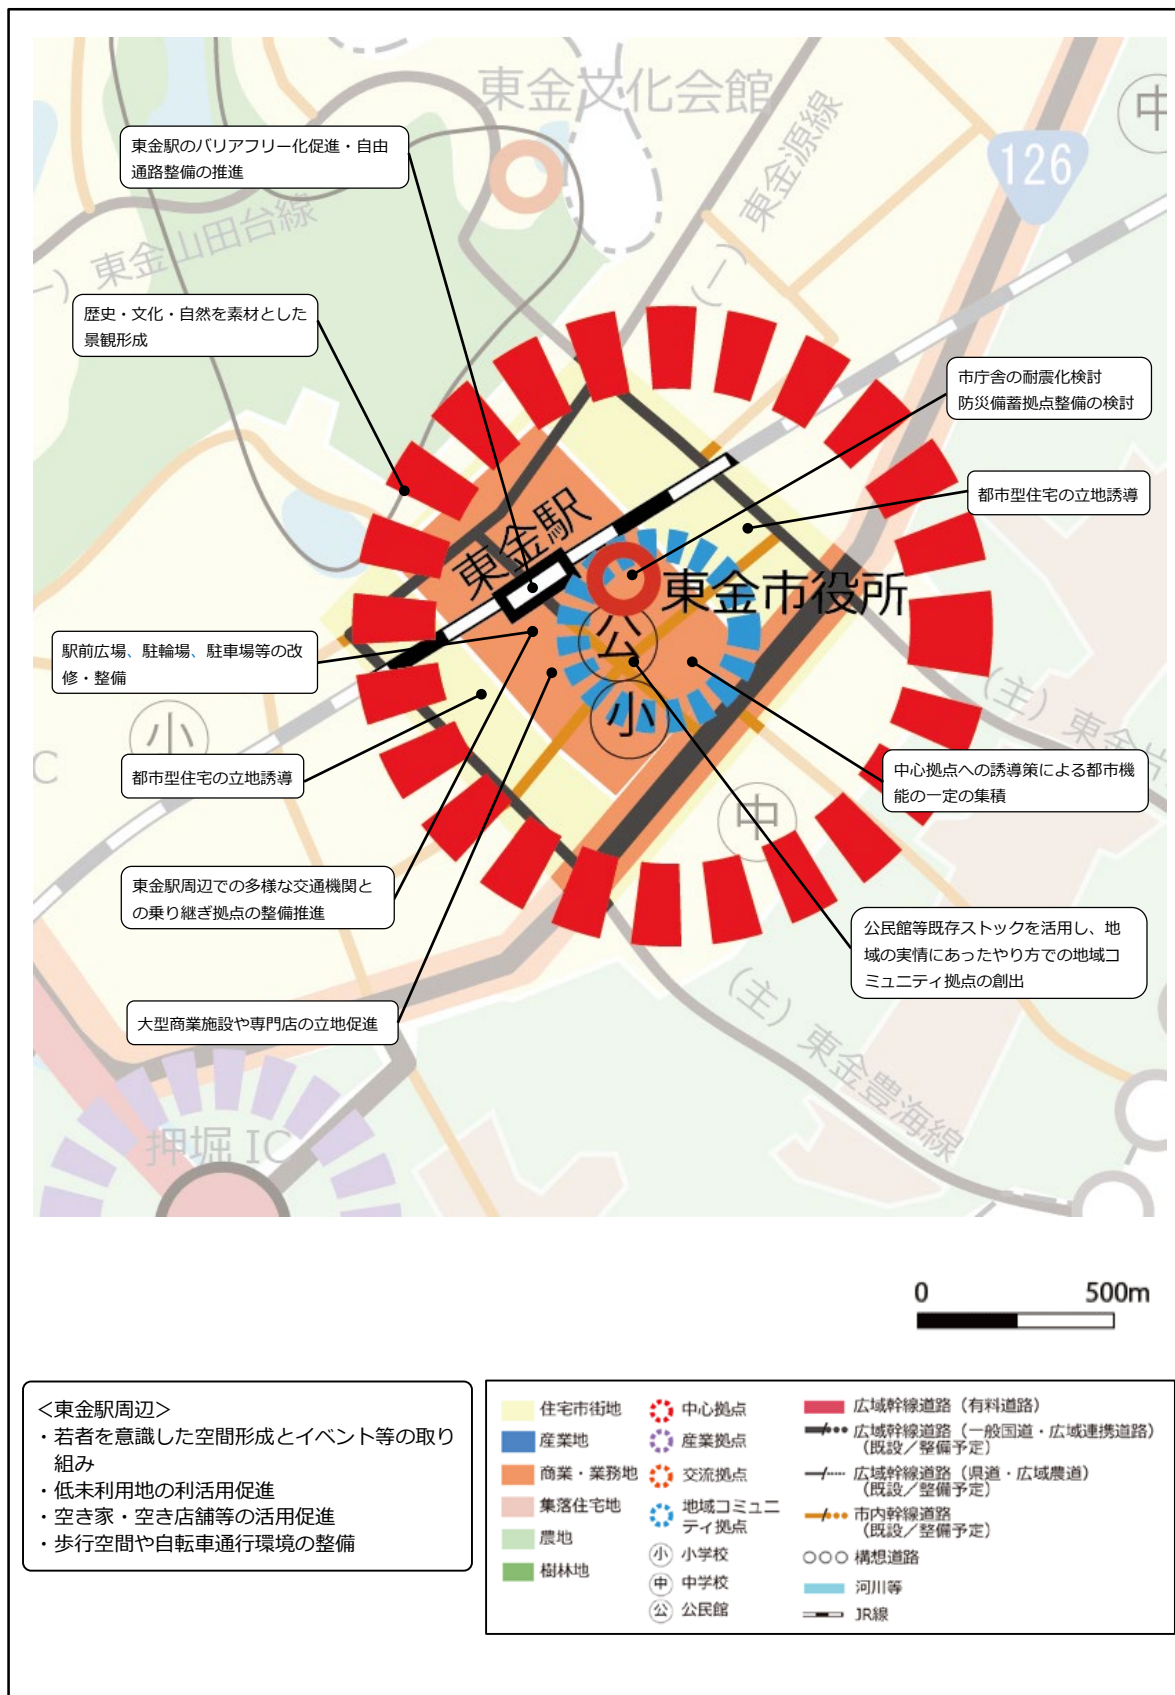 東金文化会館
中
126
(一) 東金源線
東金駅のバリアフリー化促進・自由
通路整備の推進
一) 東金山田台線
歴史・文化・自然を素材とした
景観形成
市庁舎の耐震化検討
防災備蓄拠点整備の検討
都市型住宅の立地誘導
東金駅
東金市役所
公
小
駅前広場、駐輪場、駐車場等の改
修・整備
小
C
(主) 東金
都市型住宅の立地誘導
中心拠点への誘導策による都市機
能の一定の集積
中
東金駅周辺での多様な交通機関と
の乗り継ぎ拠点の整備推進
公民館等既存ストックを活用し、地
域の実情にあったやり方での地域コ
ミュニティ拠点の創出
大型商業施設や専門店の立地促進
(主) 東金豊海線
押堀 IC
0 500m
<東金駅周辺>
・若者を意識した空間形成とイベント等の取り
組み
・低未利用地の利活用促進
・空き家・空き店舗等の活用促進
・歩行空間や自転車通行環境の整備
住宅市街地
産業地
商業・業務地
集落住宅地
農地
樹林地
中心拠点
産業拠点
交流拠点
地域コミュニ
ティ拠点
小 小学校
中 中学校
公 公民館
広域幹線道路（有料道路）
広域幹線道路（一般国道・広域連携道路）
（既設／整備予定）
広域幹線道路（県道・広域農道）
（既設／整備予定）
市内幹線道路
（既設／整備予定）
構想道路
河川等
JR線